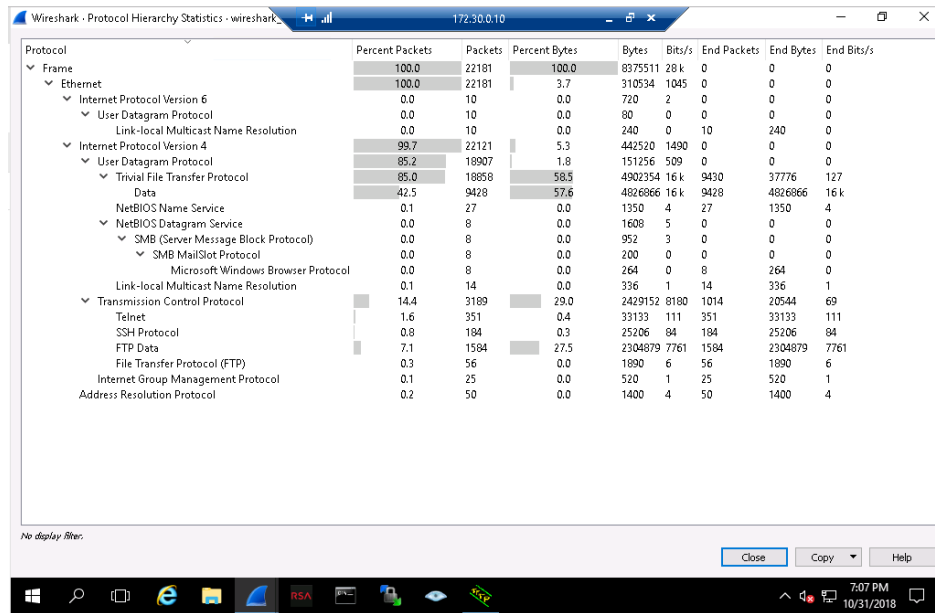 Wireshark · Protocol Hierarchy Statistics · wireshark_
172.30.0.10
Protocol Percent Packets Packets Percent Bytes Bytes Bits/s End Packets End Bytes End Bits/s
Frame 100.0 22181 100.0 8375511 28 k 0 0 0
Ethernet 100.0 22181 3.7 310534 1045 0 0 0
Internet Protocol Version 6 0.0 10 0.0 720 2 0 0 0
User Datagram Protocol 0.0 10 0.0 80 0 0 0 0
Link-local Multicast Name Resolution 0.0 10 0.0 240 0 10 240 0
Internet Protocol Version 4 99.7 22121 5.3 442520 1490 0 0 0
User Datagram Protocol 85.2 18907 1.8 151256 509 0 0 0
Trivial File Transfer Protocol 85.0 18858 58.5 4902354 16 k 9430 37776 127
Data 42.5 9428 57.6 4826866 16 k 9428 4826866 16 k
NetBIOS Name Service 0.1 27 0.0 1350 4 27 1350 4
NetBIOS Datagram Service 0.0 8 0.0 1608 5 0 0 0
SMB (Server Message Block Protocol) 0.0 8 0.0 952 3 0 0 0
SMB MailSlot Protocol 0.0 8 0.0 200 0 0 0 0
Microsoft Windows Browser Protocol 0.0 8 0.0 264 0 8 264 0
Link-local Multicast Name Resolution 0.1 14 0.0 336 1 14 336 1
Transmission Control Protocol 14.4 3189 29.0 2429152 8180 1014 20544 69
Telnet 1.6 351 0.4 33133 111 351 33133 111
SSH Protocol 0.8 184 0.3 25206 84 184 25206 84
FTP Data 7.1 1584 27.5 2304879 7761 1584 2304879 7761
File Transfer Protocol (FTP) 0.3 56 0.0 1890 6 56 1890 6
Internet Group Management Protocol 0.1 25 0.0 520 1 25 520 1
Address Resolution Protocol 0.2 50 0.0 1400 4 50 1400 4
No display filter.
Close Copy Help
RSA
7:07 PM
10/31/2018